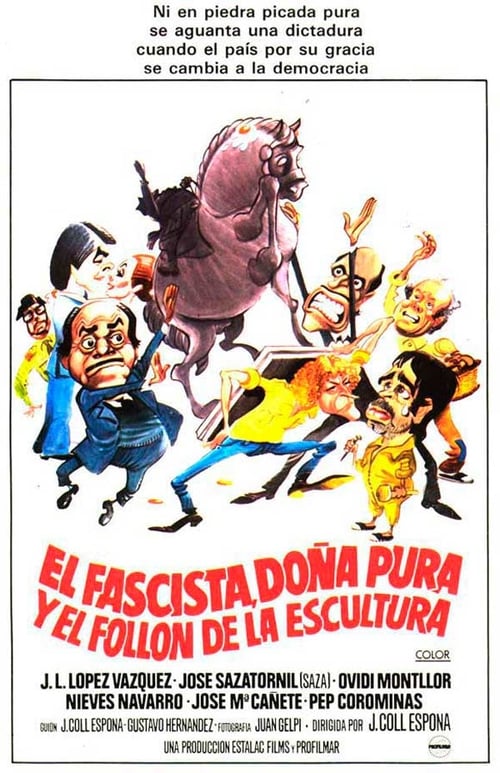 Ni en piedra picada pura
se aguanta una dictadura
cuando el país por su gracia
se cambia a la democracia
EL FASCISTA, DOÑA PURA
Y EL FOLLON DE LA ESCULTURA
COLOR
J.L. LOPEZ VAZQUEZ · JOSE SAZATORNIL (SAZA) · OVIDI MONTLLOR
NIEVES NAVARRO · JOSE Mª CAÑETE · PEP COROMINAS
GUIÓN J.COLL ESPONA · GUSTAVO HERNANDEZ · FOTOGRAFIA JUAN GELPI · DIRIGIDA POR J.COLL ESPONA
UNA PRODUCCION ESTALAC FILMS Y PROFILMAR
PROFILMAR